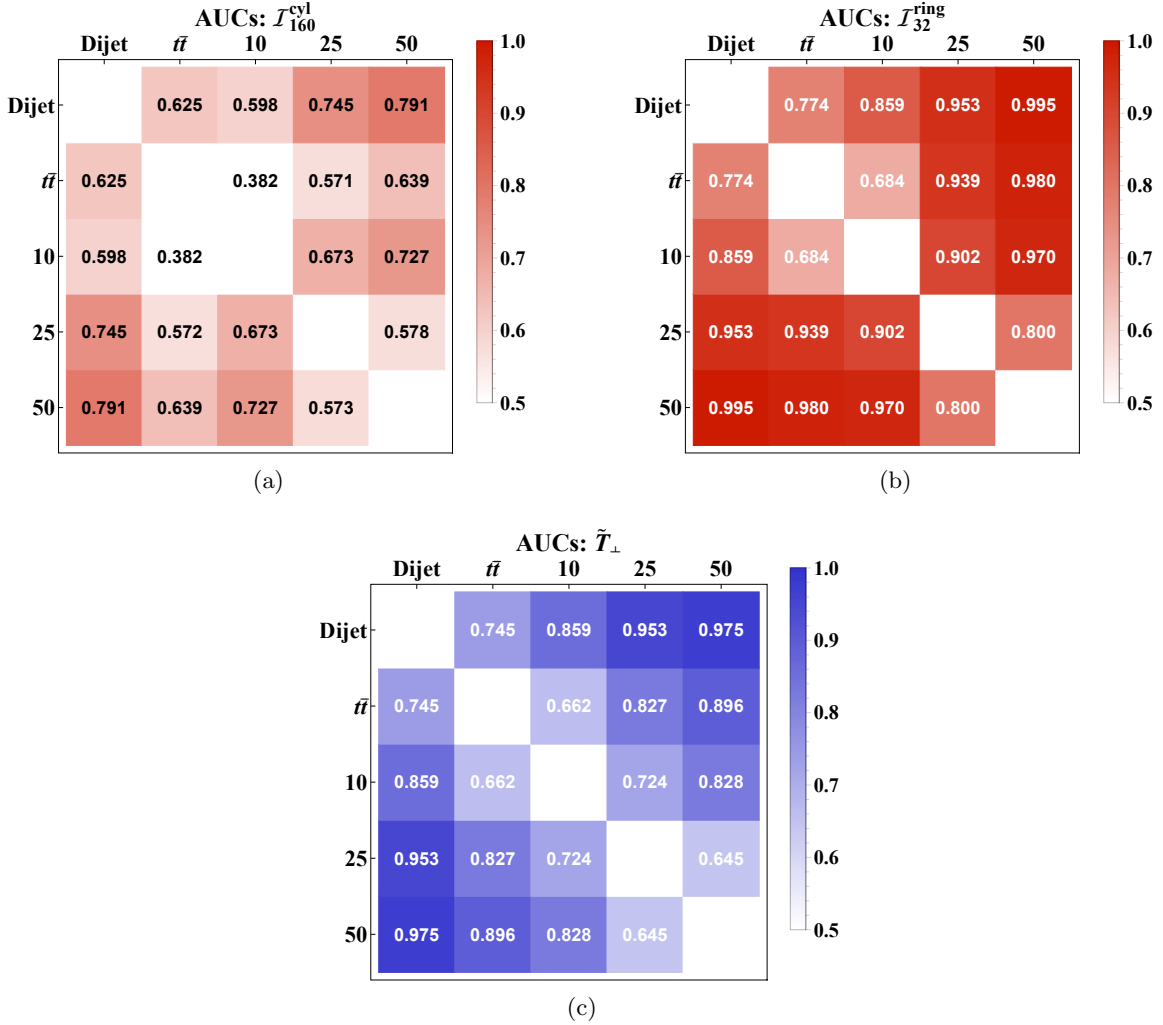 AUCs: 𝓘₁₆₀^cyl
Dijet tt̄ 10 25 50
Dijet 0.625 0.598 0.745 0.791
tt̄ 0.625 0.382 0.571 0.639
10 0.598 0.382 0.673 0.727
25 0.745 0.572 0.673 0.578
50 0.791 0.639 0.727 0.573
1.0
0.9
0.8
0.7
0.6
0.5
(a)
AUCs: 𝓘₃₂^ring
Dijet tt̄ 10 25 50
Dijet 0.774 0.859 0.953 0.995
tt̄ 0.774 0.684 0.939 0.980
10 0.859 0.684 0.902 0.970
25 0.953 0.939 0.902 0.800
50 0.995 0.980 0.970 0.800
1.0
0.9
0.8
0.7
0.6
0.5
(b)
AUCs: T̃⊥
Dijet tt̄ 10 25 50
Dijet 0.745 0.859 0.953 0.975
tt̄ 0.745 0.662 0.827 0.896
10 0.859 0.662 0.724 0.828
25 0.953 0.827 0.724 0.645
50 0.975 0.896 0.828 0.645
1.0
0.9
0.8
0.7
0.6
0.5
(c)